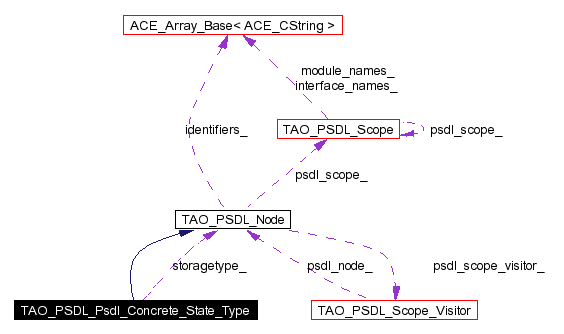 ACE_Array_Base< ACE_CString >
module_names_
interface_names_
identifiers_
TAO_PSDL_Scope
psdl_scope_
psdl_scope_
TAO_PSDL_Node
storagetype_
psdl_node_
psdl_scope_visitor_
TAO_PSDL_Psdl_Concrete_State_Type
TAO_PSDL_Scope_Visitor